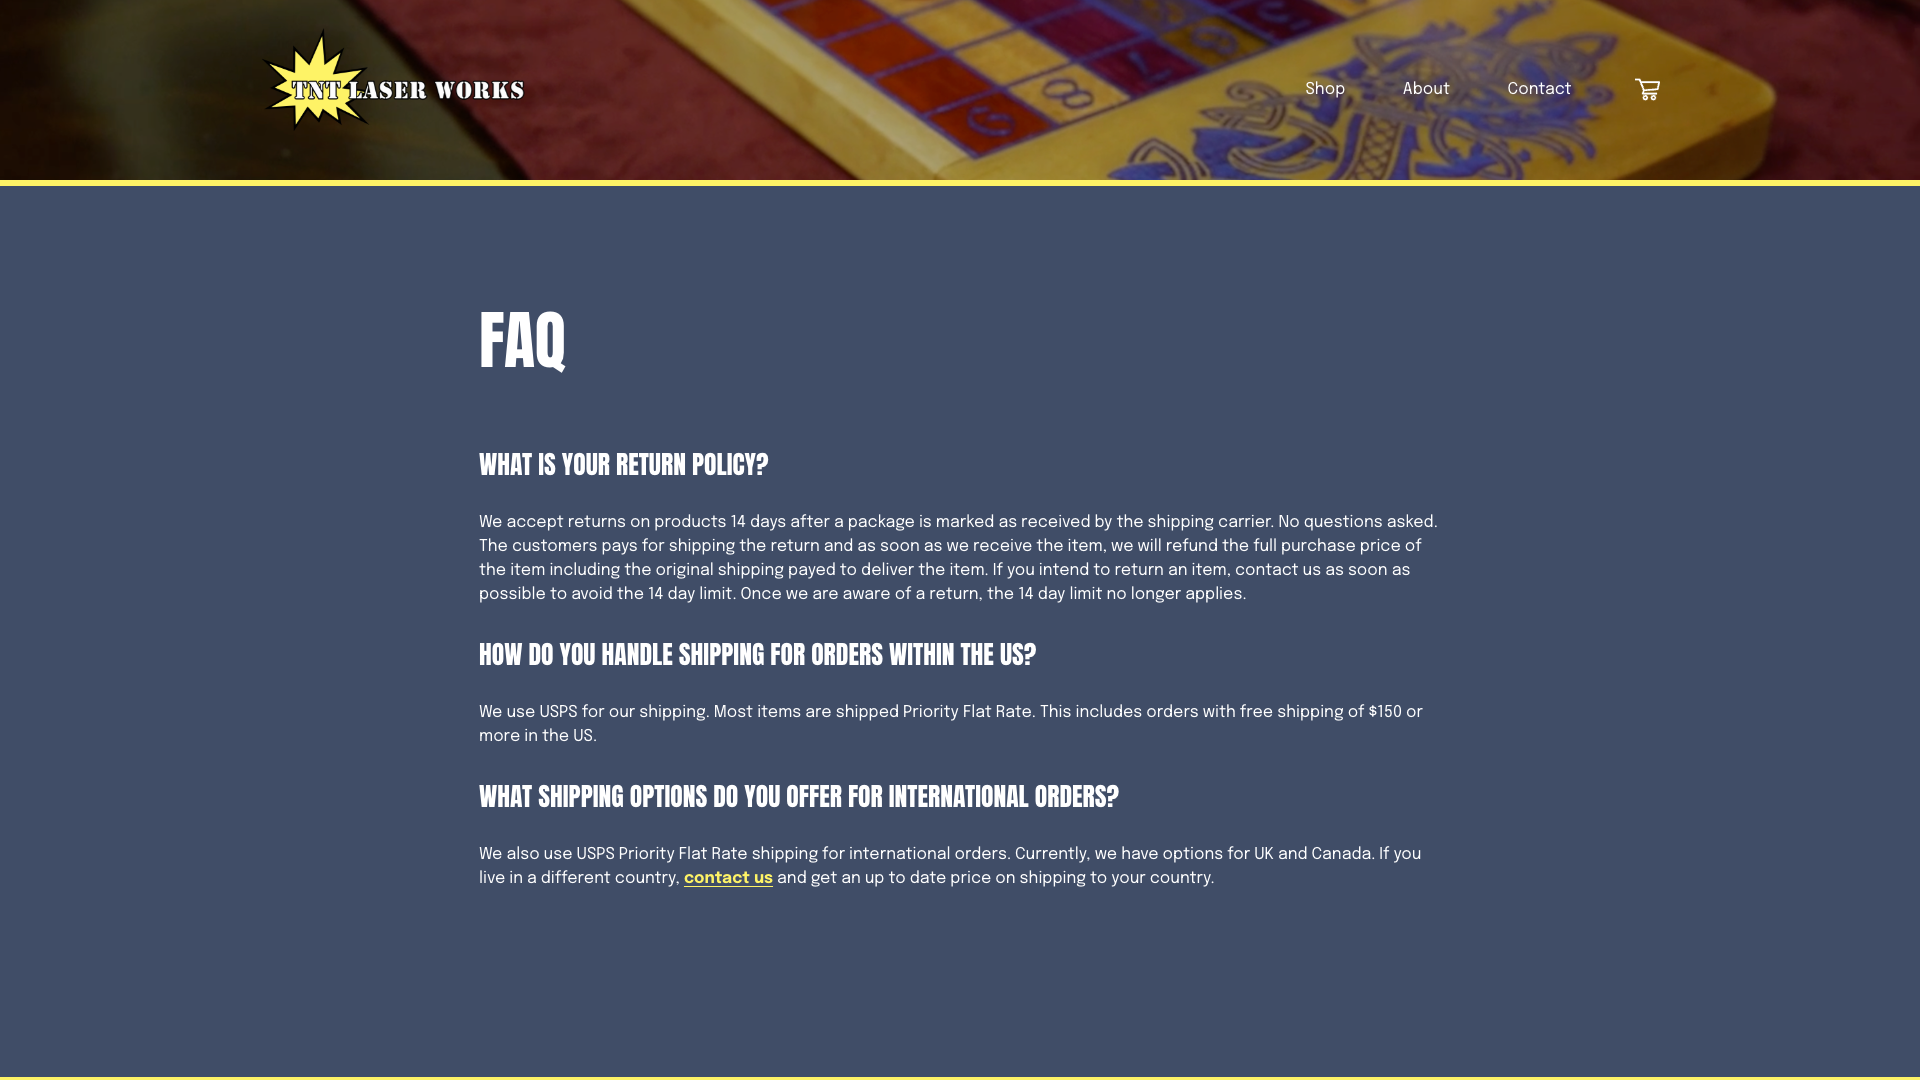 TNT LASER WORKS
Shop
About
Contact
8
FAQ
WHAT IS YOUR RETURN POLICY?
We accept returns on products 14 days after a package is marked as received by the shipping carrier. No questions asked.
The customers pays for shipping the return and as soon as we receive the item, we will refund the full purchase price of
the item including the original shipping payed to deliver the item. If you intend to return an item, contact us as soon as
possible to avoid the 14 day limit. Once we are aware of a return, the 14 day limit no longer applies.
HOW DO YOU HANDLE SHIPPING FOR ORDERS WITHIN THE US?
We use USPS for our shipping. Most items are shipped Priority Flat Rate. This includes orders with free shipping of $150 or
more in the US.
WHAT SHIPPING OPTIONS DO YOU OFFER FOR INTERNATIONAL ORDERS?
We also use USPS Priority Flat Rate shipping for international orders. Currently, we have options for UK and Canada. If you
live in a different country, contact us and get an up to date price on shipping to your country.